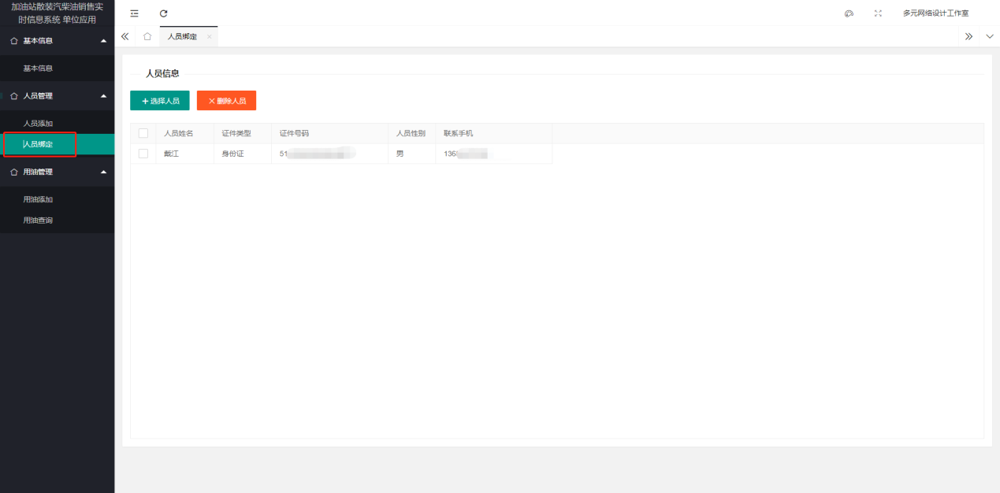 加油站散装汽柴油销售实
时信息系统 单位应用
多元网络设计工作室
基本信息
人员绑定
基本信息
人员信息
人员管理
选择人员
删除人员
人员添加
人员姓名 证件类型 证件号码 人员性别 联系手机
人员绑定
戴江 身份证 51 男 136
用油管理
用油添加
用油查询